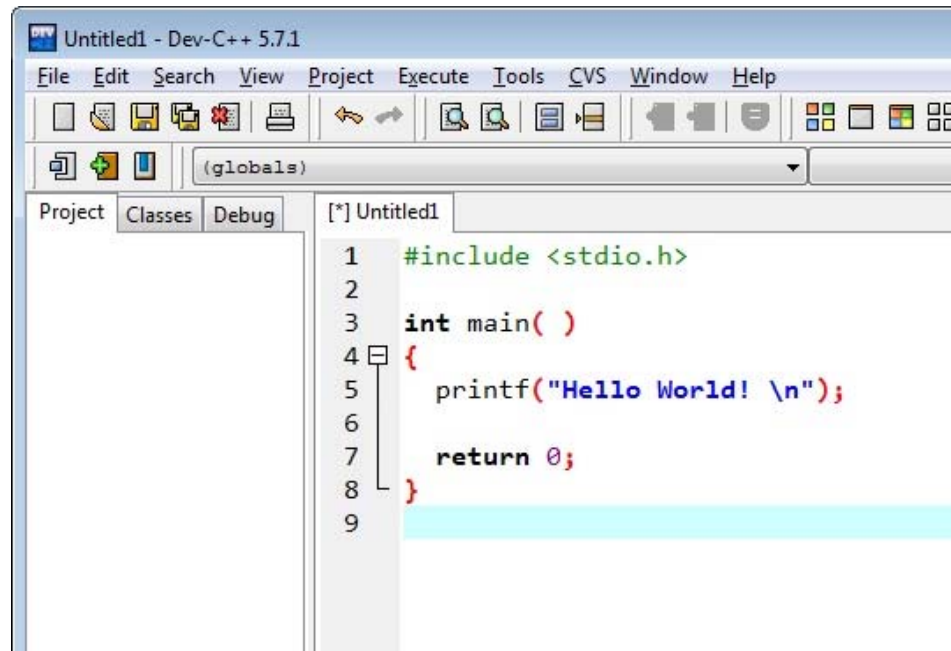 Untitled1 - Dev-C++ 5.7.1
File Edit Search View Project Execute Tools CVS Window Help
(globals)
Project Classes Debug
[*] Untitled1
1 #include <stdio.h>
2
3 int main( )
4 {
5 printf("Hello World! \n");
6
7 return 0;
8 }
9